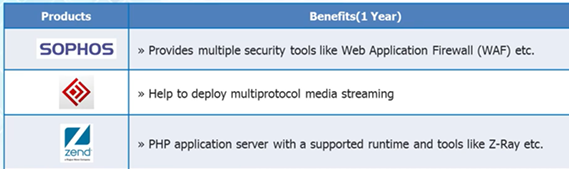 Products Benefits(1 Year)
SOPHOS » Provides multiple security tools like Web Application Firewall (WAF) etc.
» Help to deploy multiprotocol media streaming
zend » PHP application server with a supported runtime and tools like Z-Ray etc.